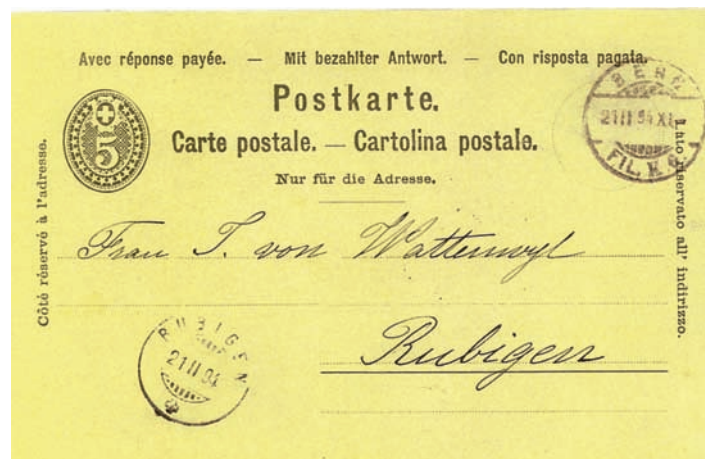 Avec réponse payée. — Mit bezahlter Antwort. — Con risposta pagata.
Postkarte.
Carte postale. — Cartolina postale.
Nur für die Adresse.
5
BERN
21 II 94 XI
FIL. K.
Côté réservé à l'adresse.
Lato riservato all' indirizzo.
Frau T. von Wattenwyl
Rubigen
RUBIGEN
21 II 94